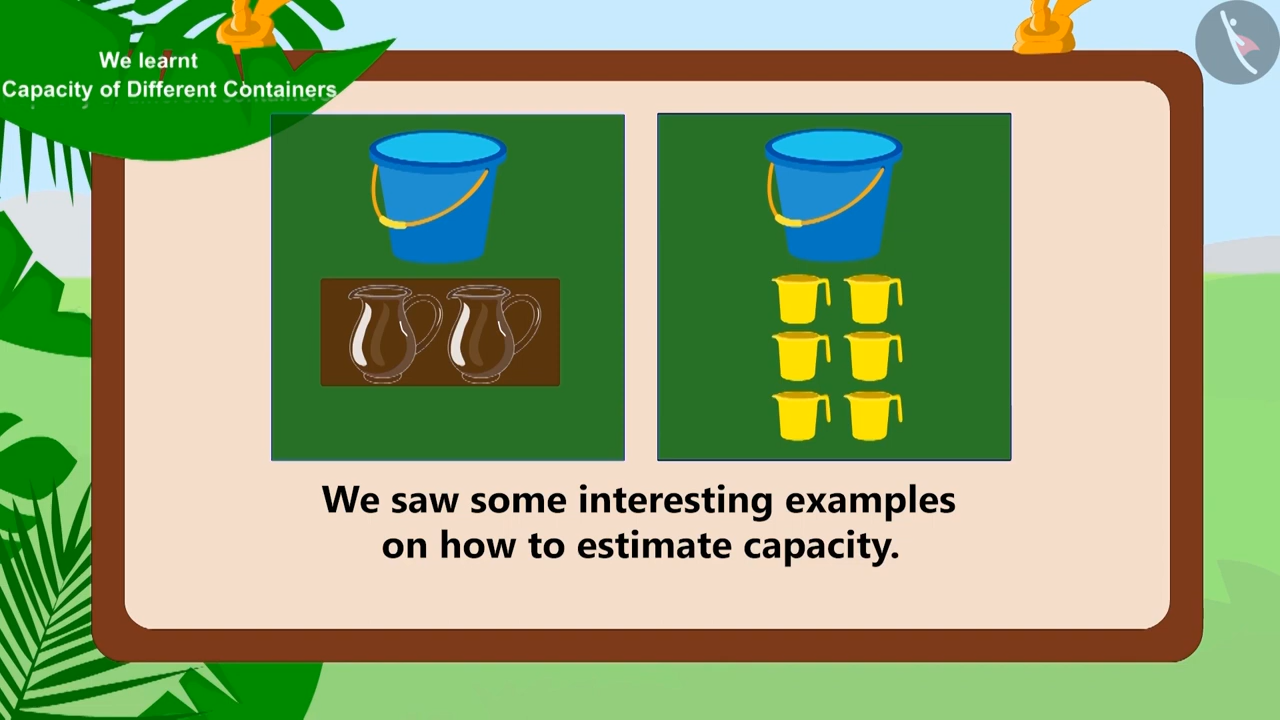 We learnt
Capacity of Different Containers
We saw some interesting examples
on how to estimate capacity.